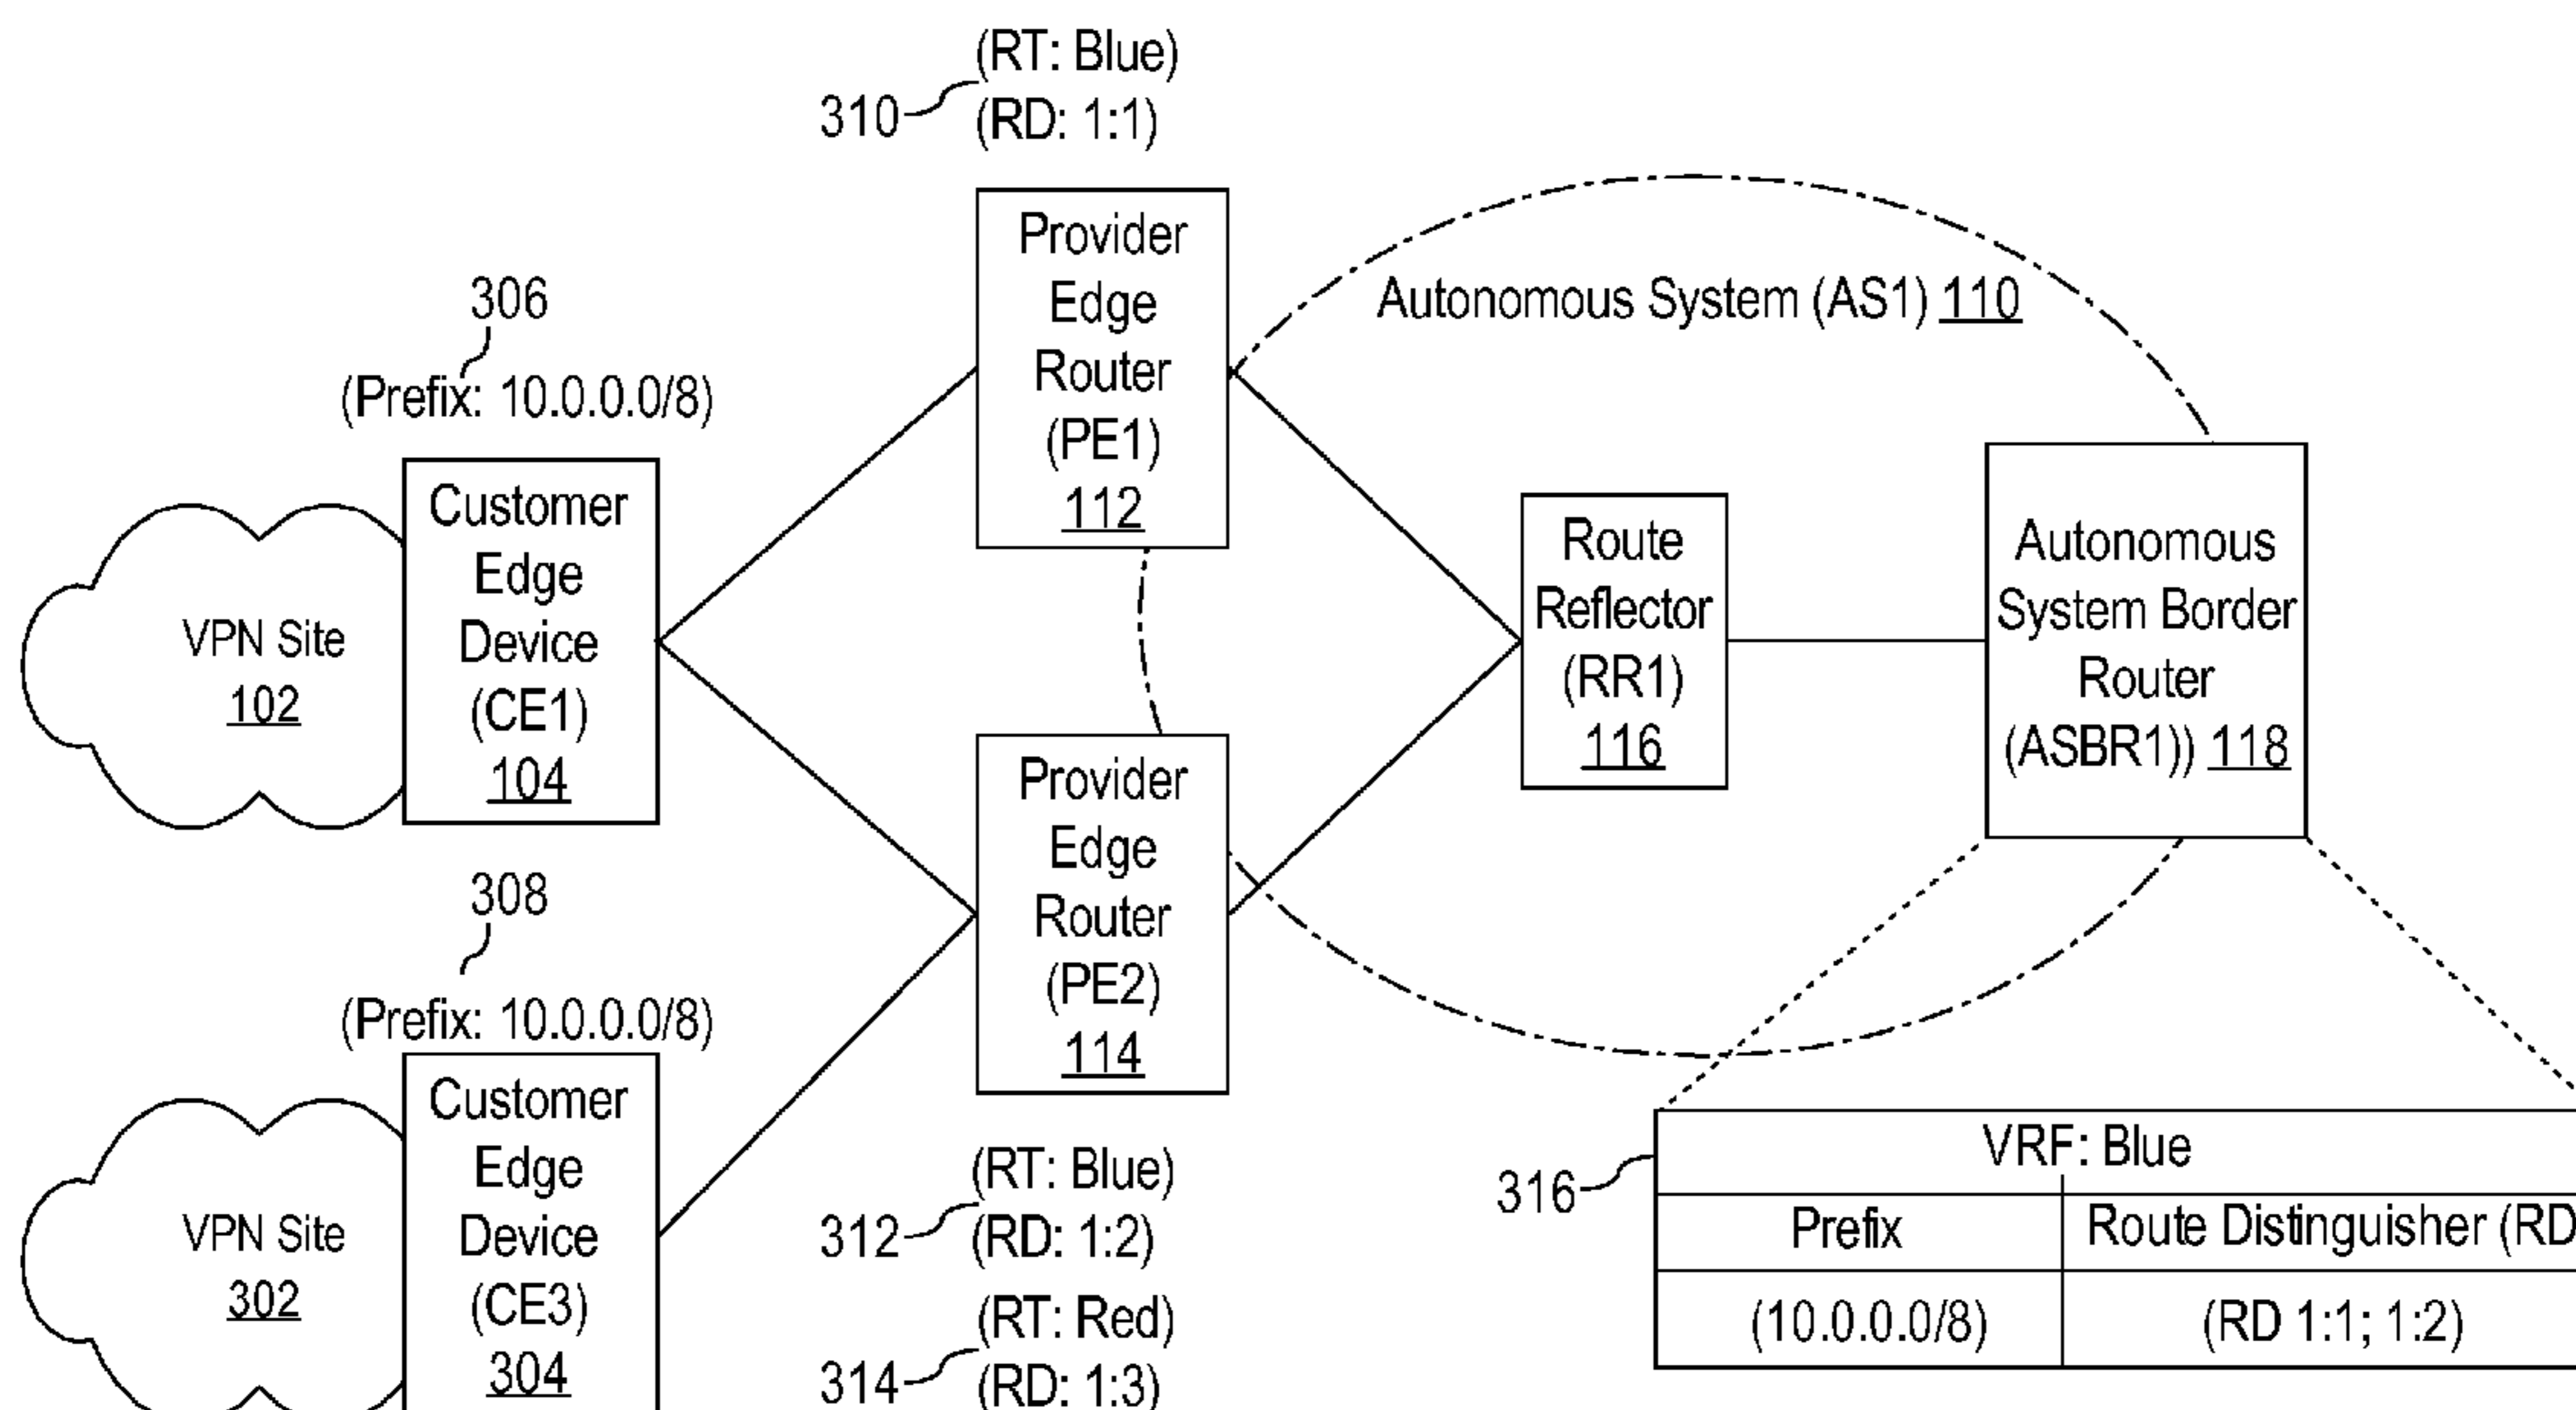 (RT: Blue)
310
(RD: 1:1)
Provider
Edge
Router
(PE1)
112
Autonomous System (AS1) 110
306
(Prefix: 10.0.0.0/8)
Customer
Edge
Device
(CE1)
104
VPN Site
102
Route
Reflector
(RR1)
116
Autonomous
System Border
Router
(ASBR1)) 118
Provider
Edge
Router
(PE2)
114
308
(Prefix: 10.0.0.0/8)
Customer
Edge
Device
(CE3)
304
VPN Site
302
(RT: Blue)
312
(RD: 1:2)
(RT: Red)
314
(RD: 1:3)
316
VRF: Blue
Prefix
Route Distinguisher (RD
(10.0.0.0/8)
(RD 1:1; 1:2)